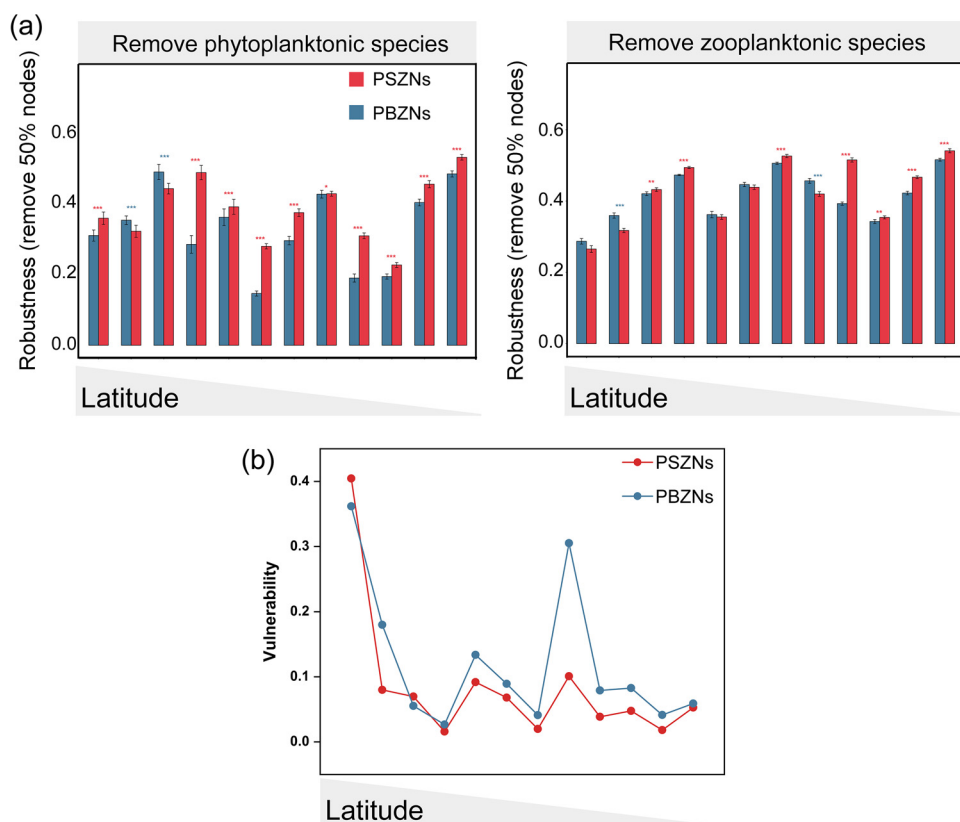 (a)
Remove phytoplanktonic species
Remove zooplanktonic species
Robustness (remove 50% nodes)
0.6
0.4
0.2
0.0
PSZNs
PBZNs
***
***
***
***
***
***
***
*
***
***
***
***
Latitude
Robustness (remove 50% nodes)
0.6
0.4
0.2
0.0
***
**
***
***
***
***
**
***
***
Latitude
(b)
Vulnerability
0.4
0.3
0.2
0.1
0.0
PSZNs
PBZNs
Latitude